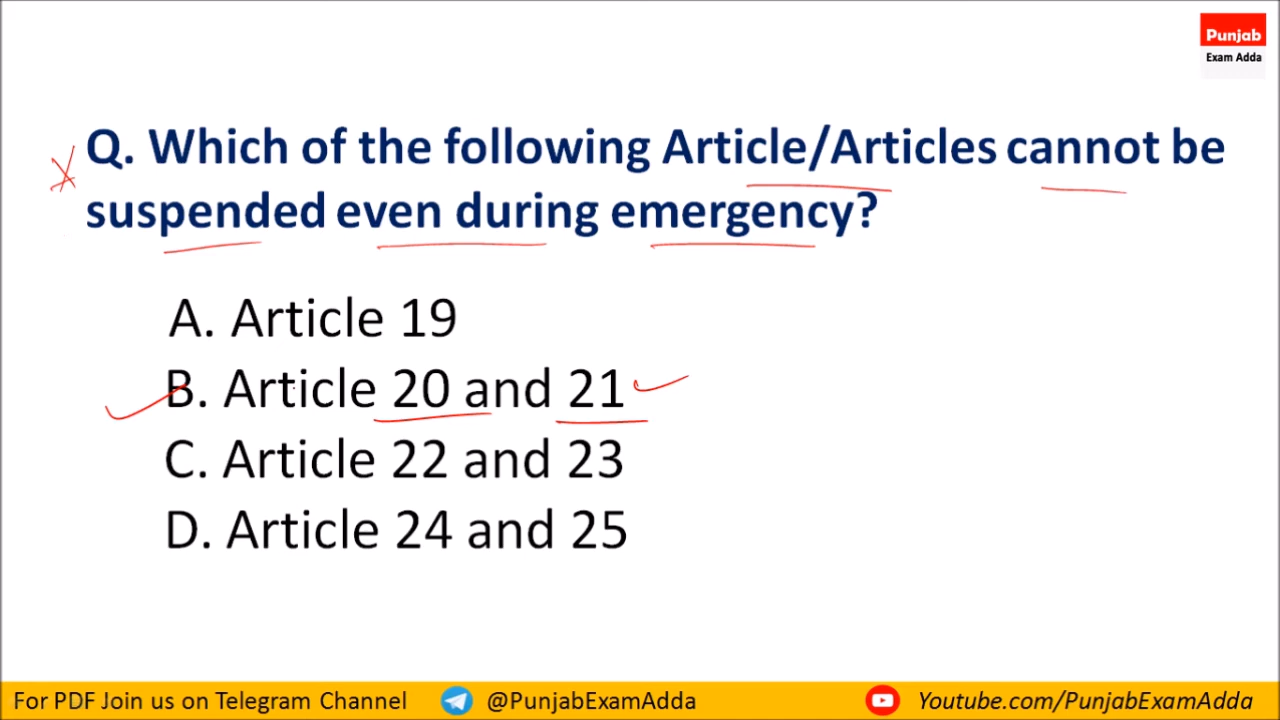 Punjab
Exam Adda
Q. Which of the following Article/Articles cannot be
suspended even during emergency?
A. Article 19
B. Article 20 and 21
C. Article 22 and 23
D. Article 24 and 25
For PDF Join us on Telegram Channel @PunjabExamAdda Youtube.com/PunjabExamAdda